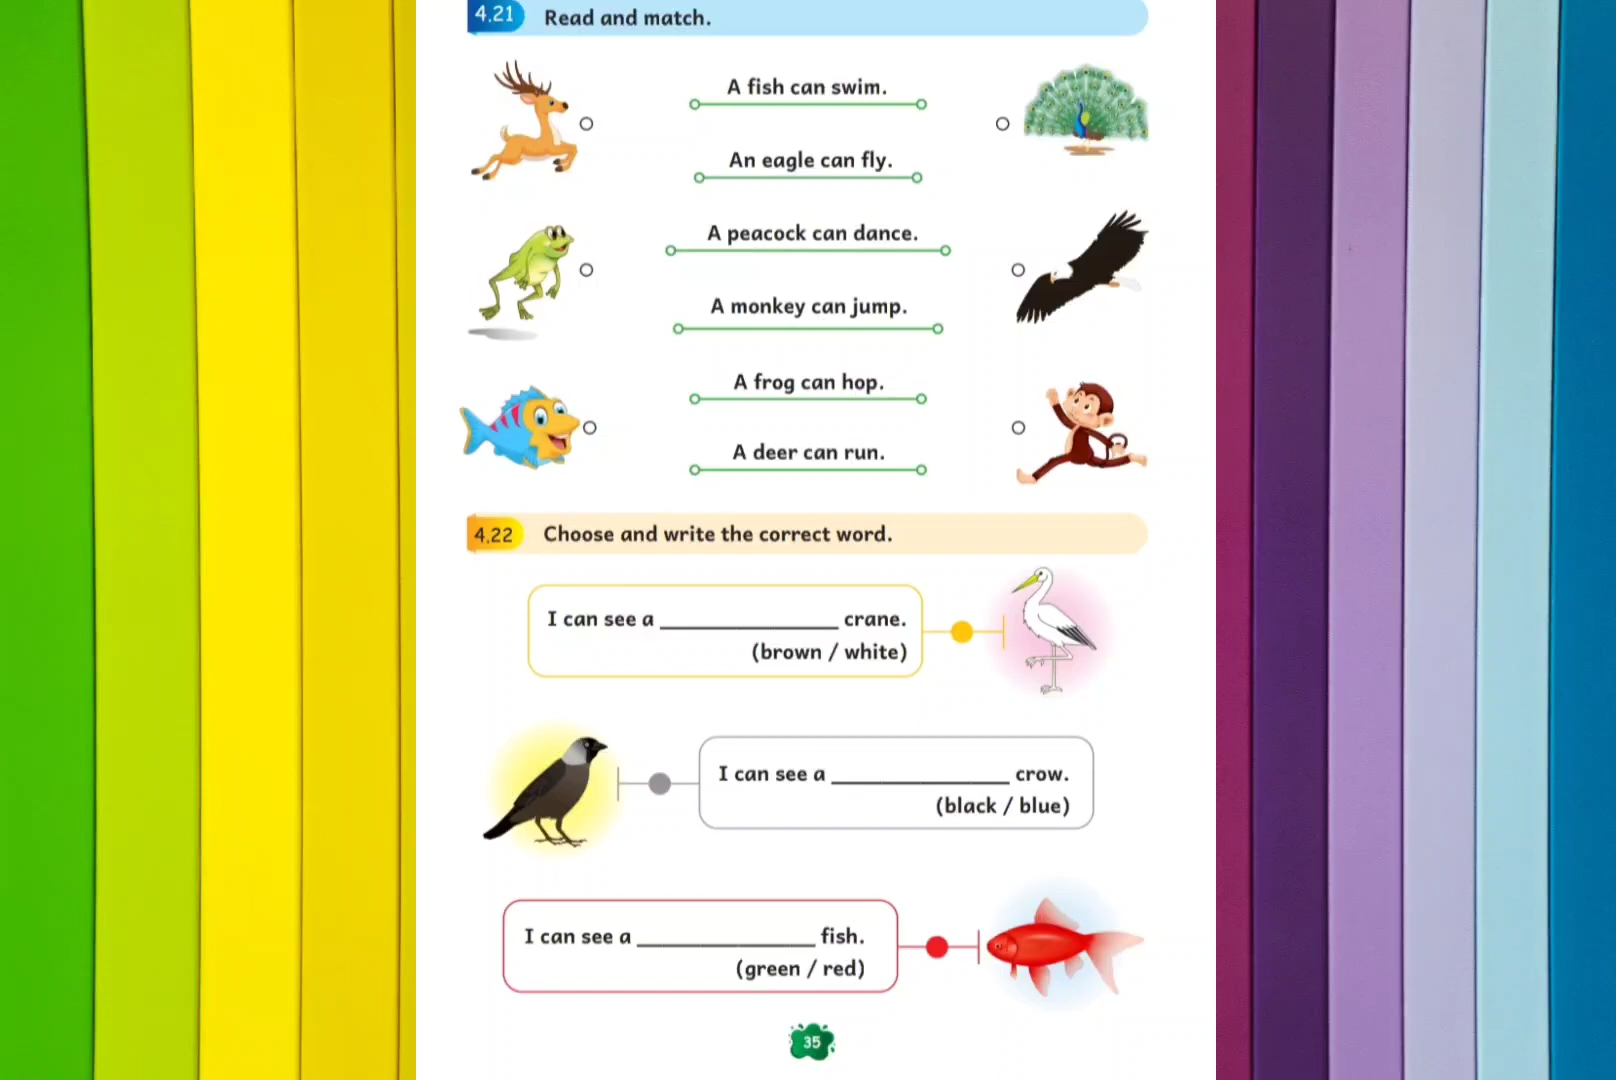 4.21 Read and match.
A fish can swim.
An eagle can fly.
A peacock can dance.
A monkey can jump.
A frog can hop.
A deer can run.
4.22 Choose and write the correct word.
I can see a ______________ crane.
(brown / white)
I can see a ______________ crow.
(black / blue)
I can see a ______________ fish.
(green / red)
35